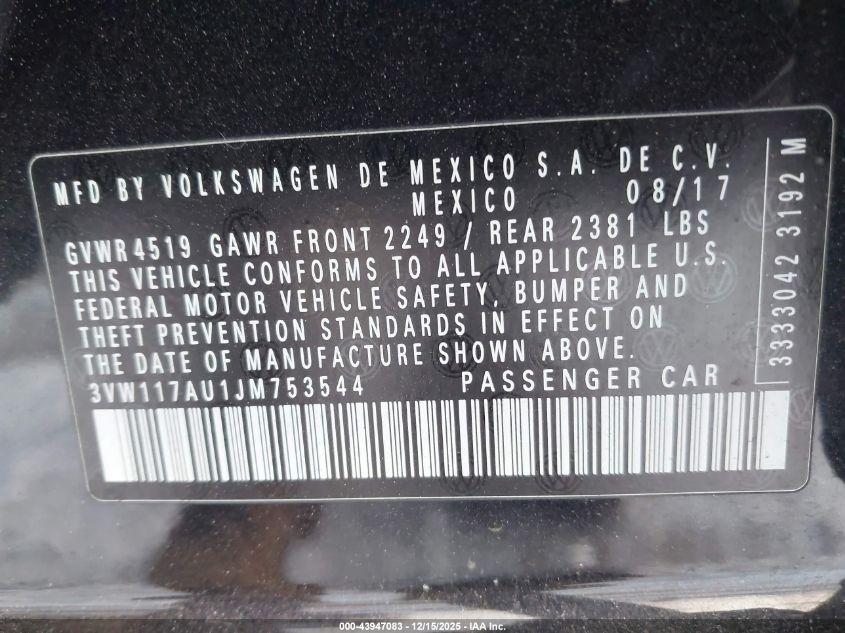 MFD BY VOLKSWAGEN DE MEXICO S.A. DE C.V.
MEXICO 08/17
GVWR4519 GAWR FRONT 2249 / REAR 2381 LBS
THIS VEHICLE CONFORMS TO ALL APPLICABLE U.S.
FEDERAL MOTOR VEHICLE SAFETY, BUMPER AND
THEFT PREVENTION STANDARDS IN EFFECT ON
THE DATE OF MANUFACTURE SHOWN ABOVE.
3VW117AU1JM753544 PASSENGER CAR
3333042 3192 M
000-43947083 - 12/15/2025 - IAA Inc.